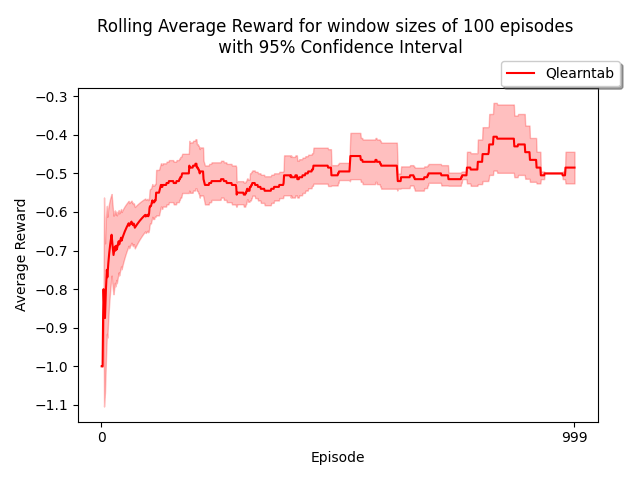 Rolling Average Reward for window sizes of 100 episodes
with 95% Confidence Interval
Qlearntab
−0.3
−0.4
−0.5
−0.6
−0.7
−0.8
−0.9
−1.0
−1.1
Average Reward
0
999
Episode